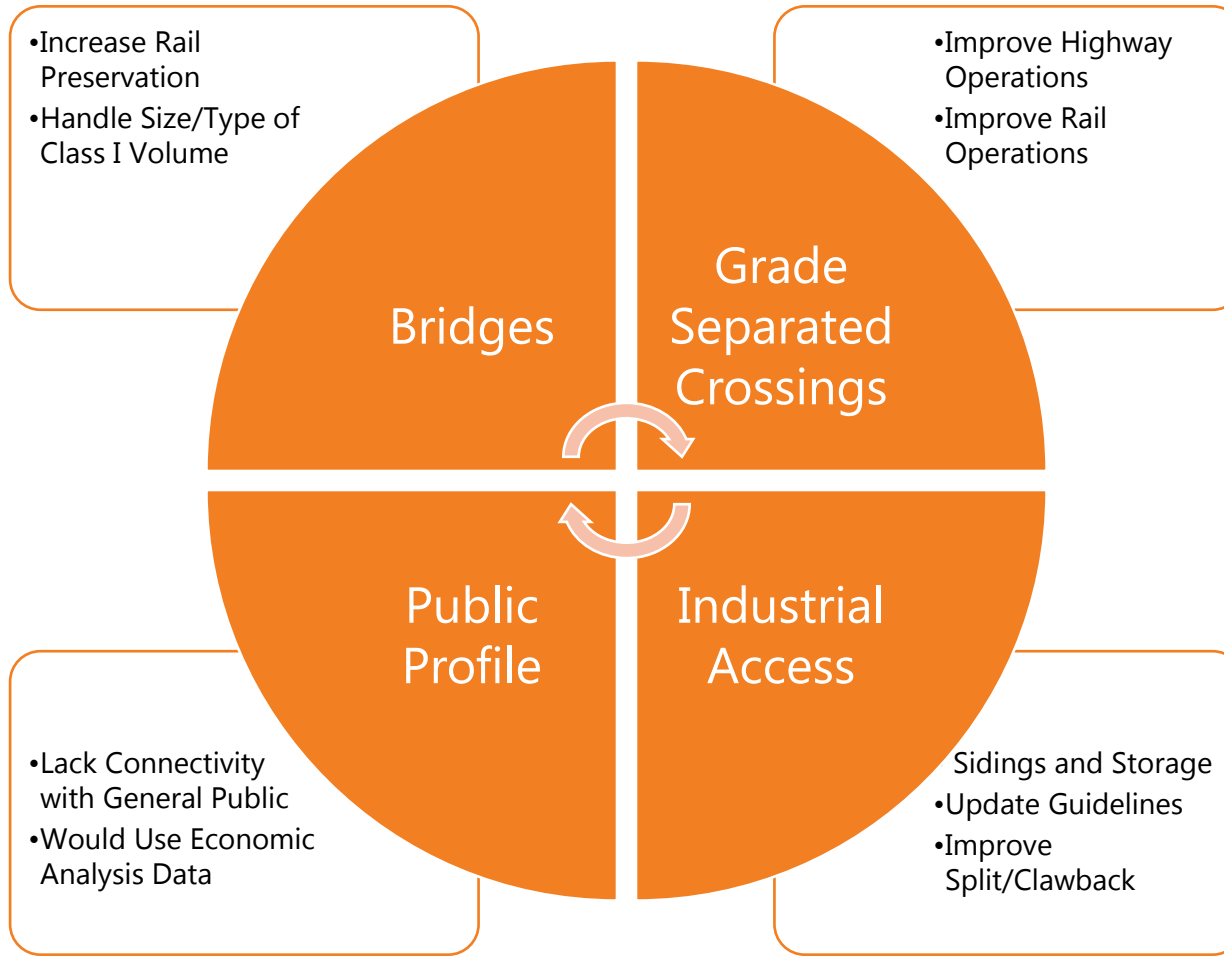 •Increase Rail
Preservation
•Handle Size/Type of
Class I Volume
•Improve Highway
Operations
•Improve Rail
Operations
Bridges
Grade
Separated
Crossings
Public
Profile
Industrial
Access
•Lack Connectivity
with General Public
•Would Use Economic
Analysis Data
Sidings and Storage
•Update Guidelines
•Improve
Split/Clawback